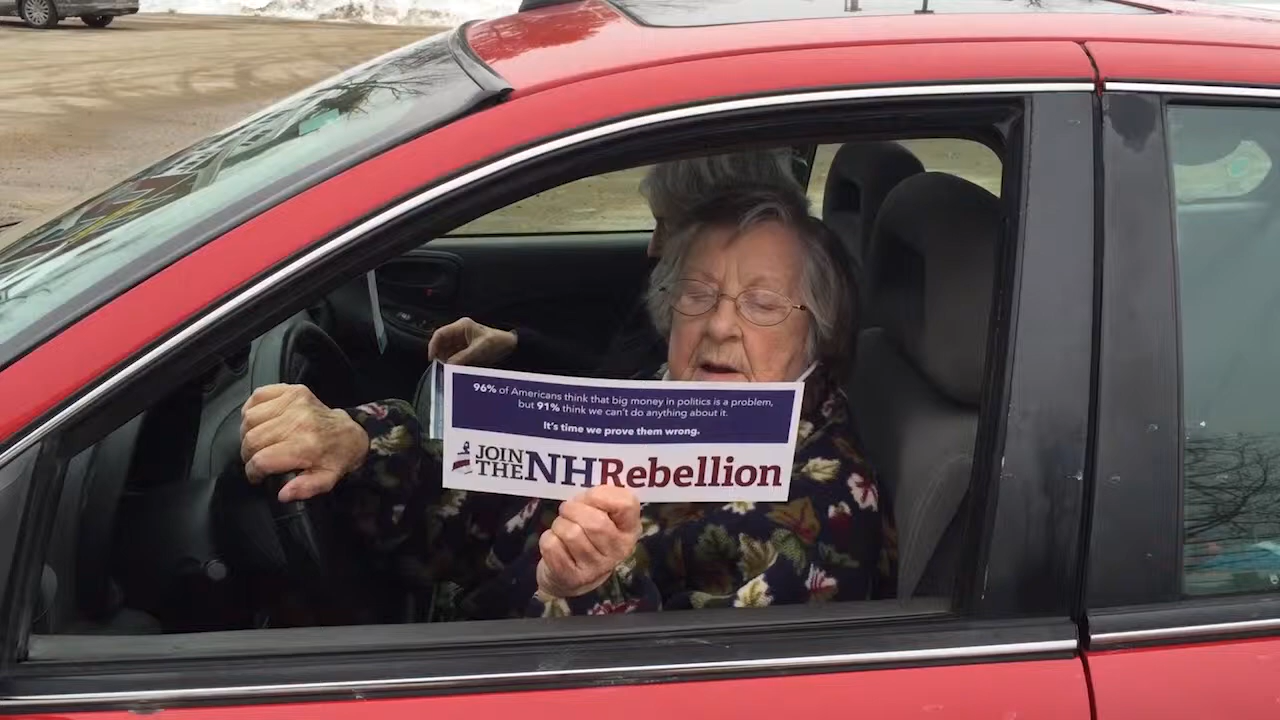 96% of Americans think that big money in politics is a problem,
but 91% think we can't do anything about it.
It's time we prove them wrong.
JOIN
THE NHRebellion